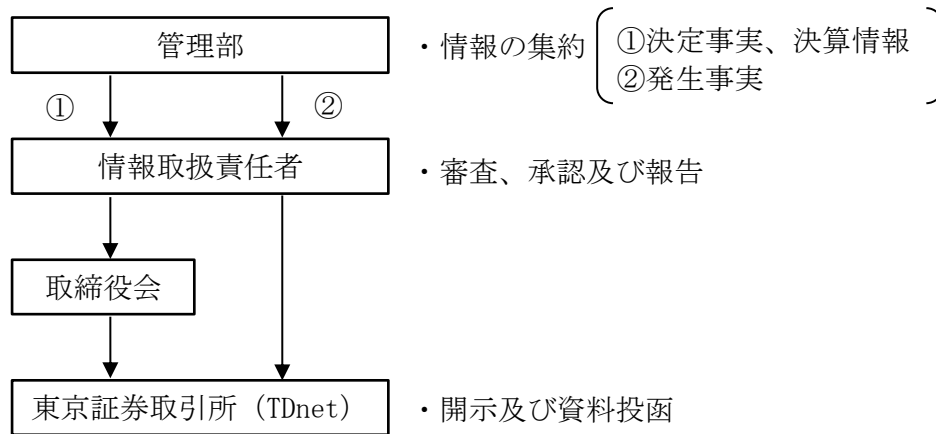 管理部
・情報の集約
①決定事実、決算情報
②発生事実
①
②
情報取扱責任者
・審査、承認及び報告
取締役会
東京証券取引所（TDnet）
・開示及び資料投函